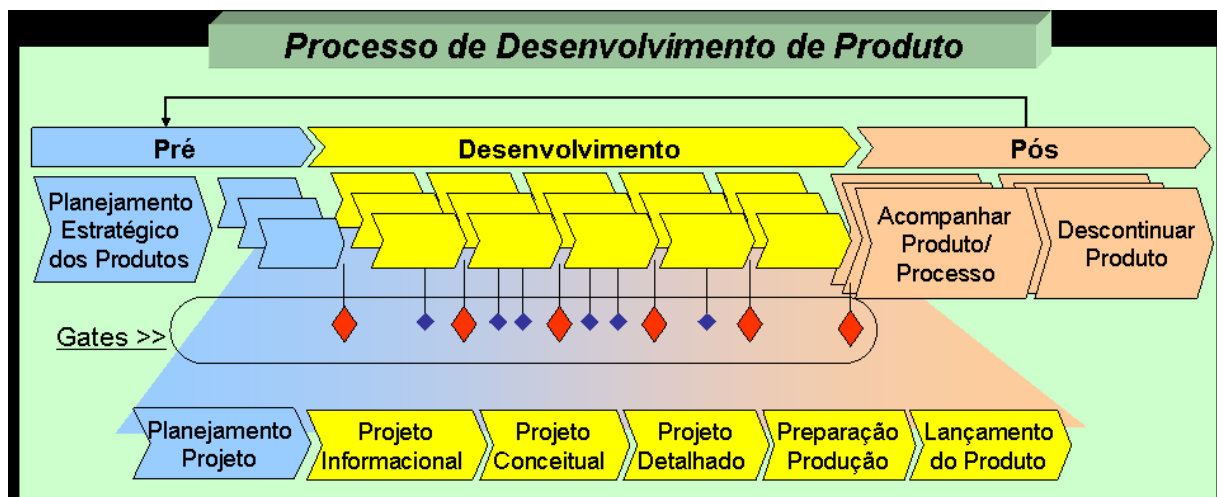 Processo de Desenvolvimento de Produto
Pré
Desenvolvimento
Pós
Planejamento
Estratégico
dos Produtos
Acompanhar
Produto/
Processo
Descontinuar
Produto
Gates >>
Planejamento
Projeto
Projeto
Informacional
Projeto
Conceitual
Projeto
Detalhado
Preparação
Produção
Lançamento
do Produto